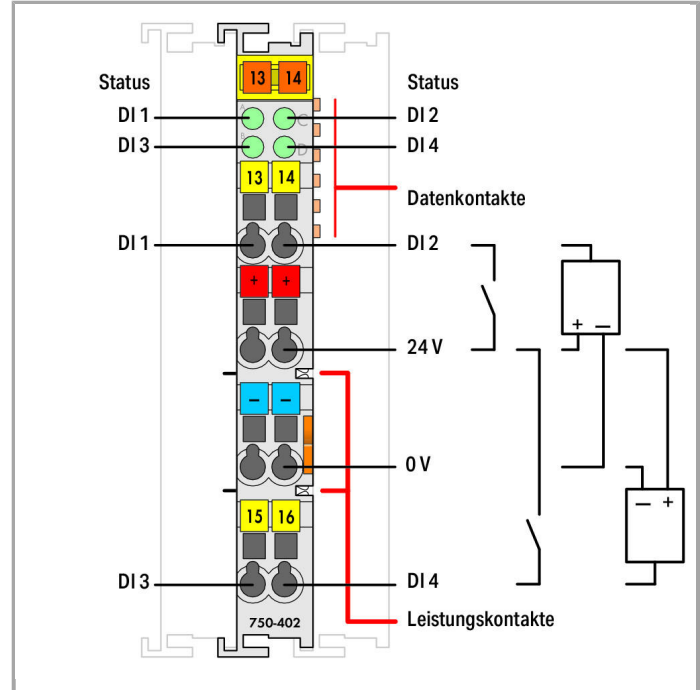 13 14
Status Status
A C
DI 1 DI 2
B D
DI 3 DI 4
13 14
Datenkontakte
DI 1 DI 2
+ +
+ −
24 V
− −
0 V
− +
15 16
DI 3 DI 4
750-402
Leistungskontakte